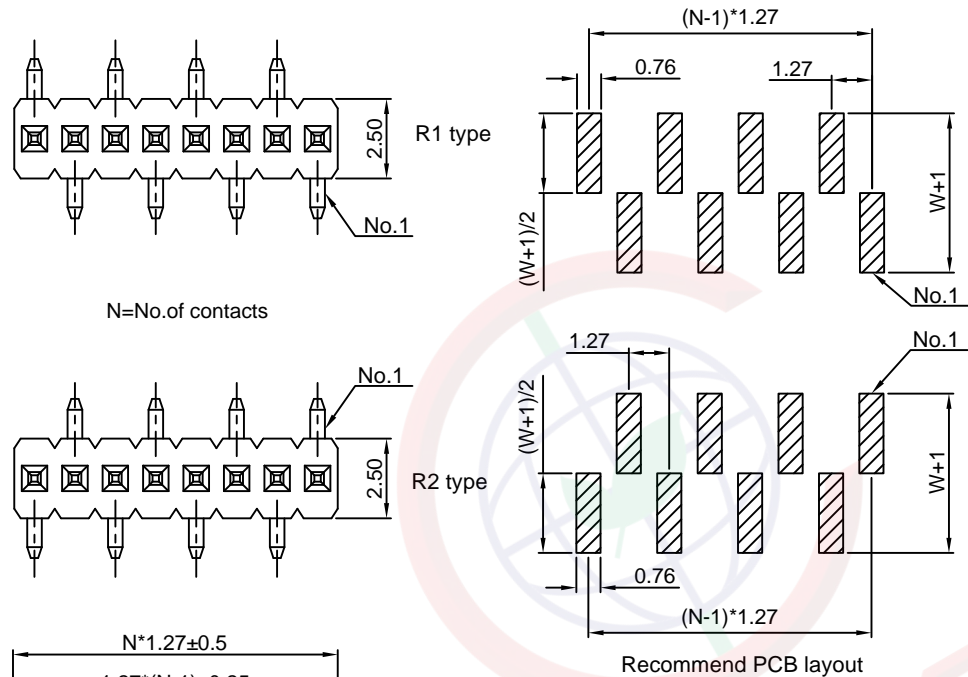 (N-1)*1.27
0.76
1.27
2.50
R1 type
(W+1)/2
W+1
No.1
No.1
N=No.of contacts
No.1
1.27
No.1
(W+1)/2
2.50
R2 type
W+1
0.76
(N-1)*1.27
N*1.27±0.5
Recommend PCB layout